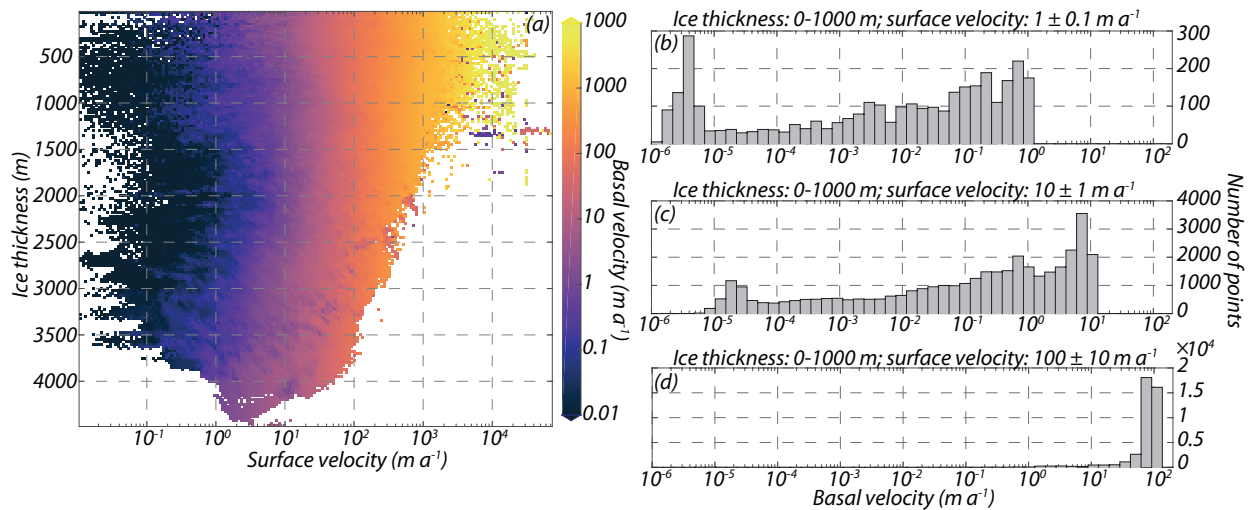 (a)
500
1000
1500
2000
2500
3000
3500
4000
Ice thickness (m)
10⁻¹ 10⁰ 10¹ 10² 10³ 10⁴
Surface velocity (m a⁻¹)
1000
1000
100
10
1
0.1
0.01
Basal velocity (m a⁻¹)
Ice thickness: 0-1000 m; surface velocity: 1 ± 0.1 m a⁻¹
(b)
300
200
100
0
10⁻⁶ 10⁻⁵ 10⁻⁴ 10⁻³ 10⁻² 10⁻¹ 10⁰ 10¹ 10²
Ice thickness: 0-1000 m; surface velocity: 10 ± 1 m a⁻¹
(c)
4000
3000
2000
1000
0
10⁻⁶ 10⁻⁵ 10⁻⁴ 10⁻³ 10⁻² 10⁻¹ 10⁰ 10¹ 10²
Number of points
Ice thickness: 0-1000 m; surface velocity: 100 ± 10 m a⁻¹
×10⁴
(d)
2
1.5
1
0.5
0
10⁻⁶ 10⁻⁵ 10⁻⁴ 10⁻³ 10⁻² 10⁻¹ 10⁰ 10¹ 10²
Basal velocity (m a⁻¹)